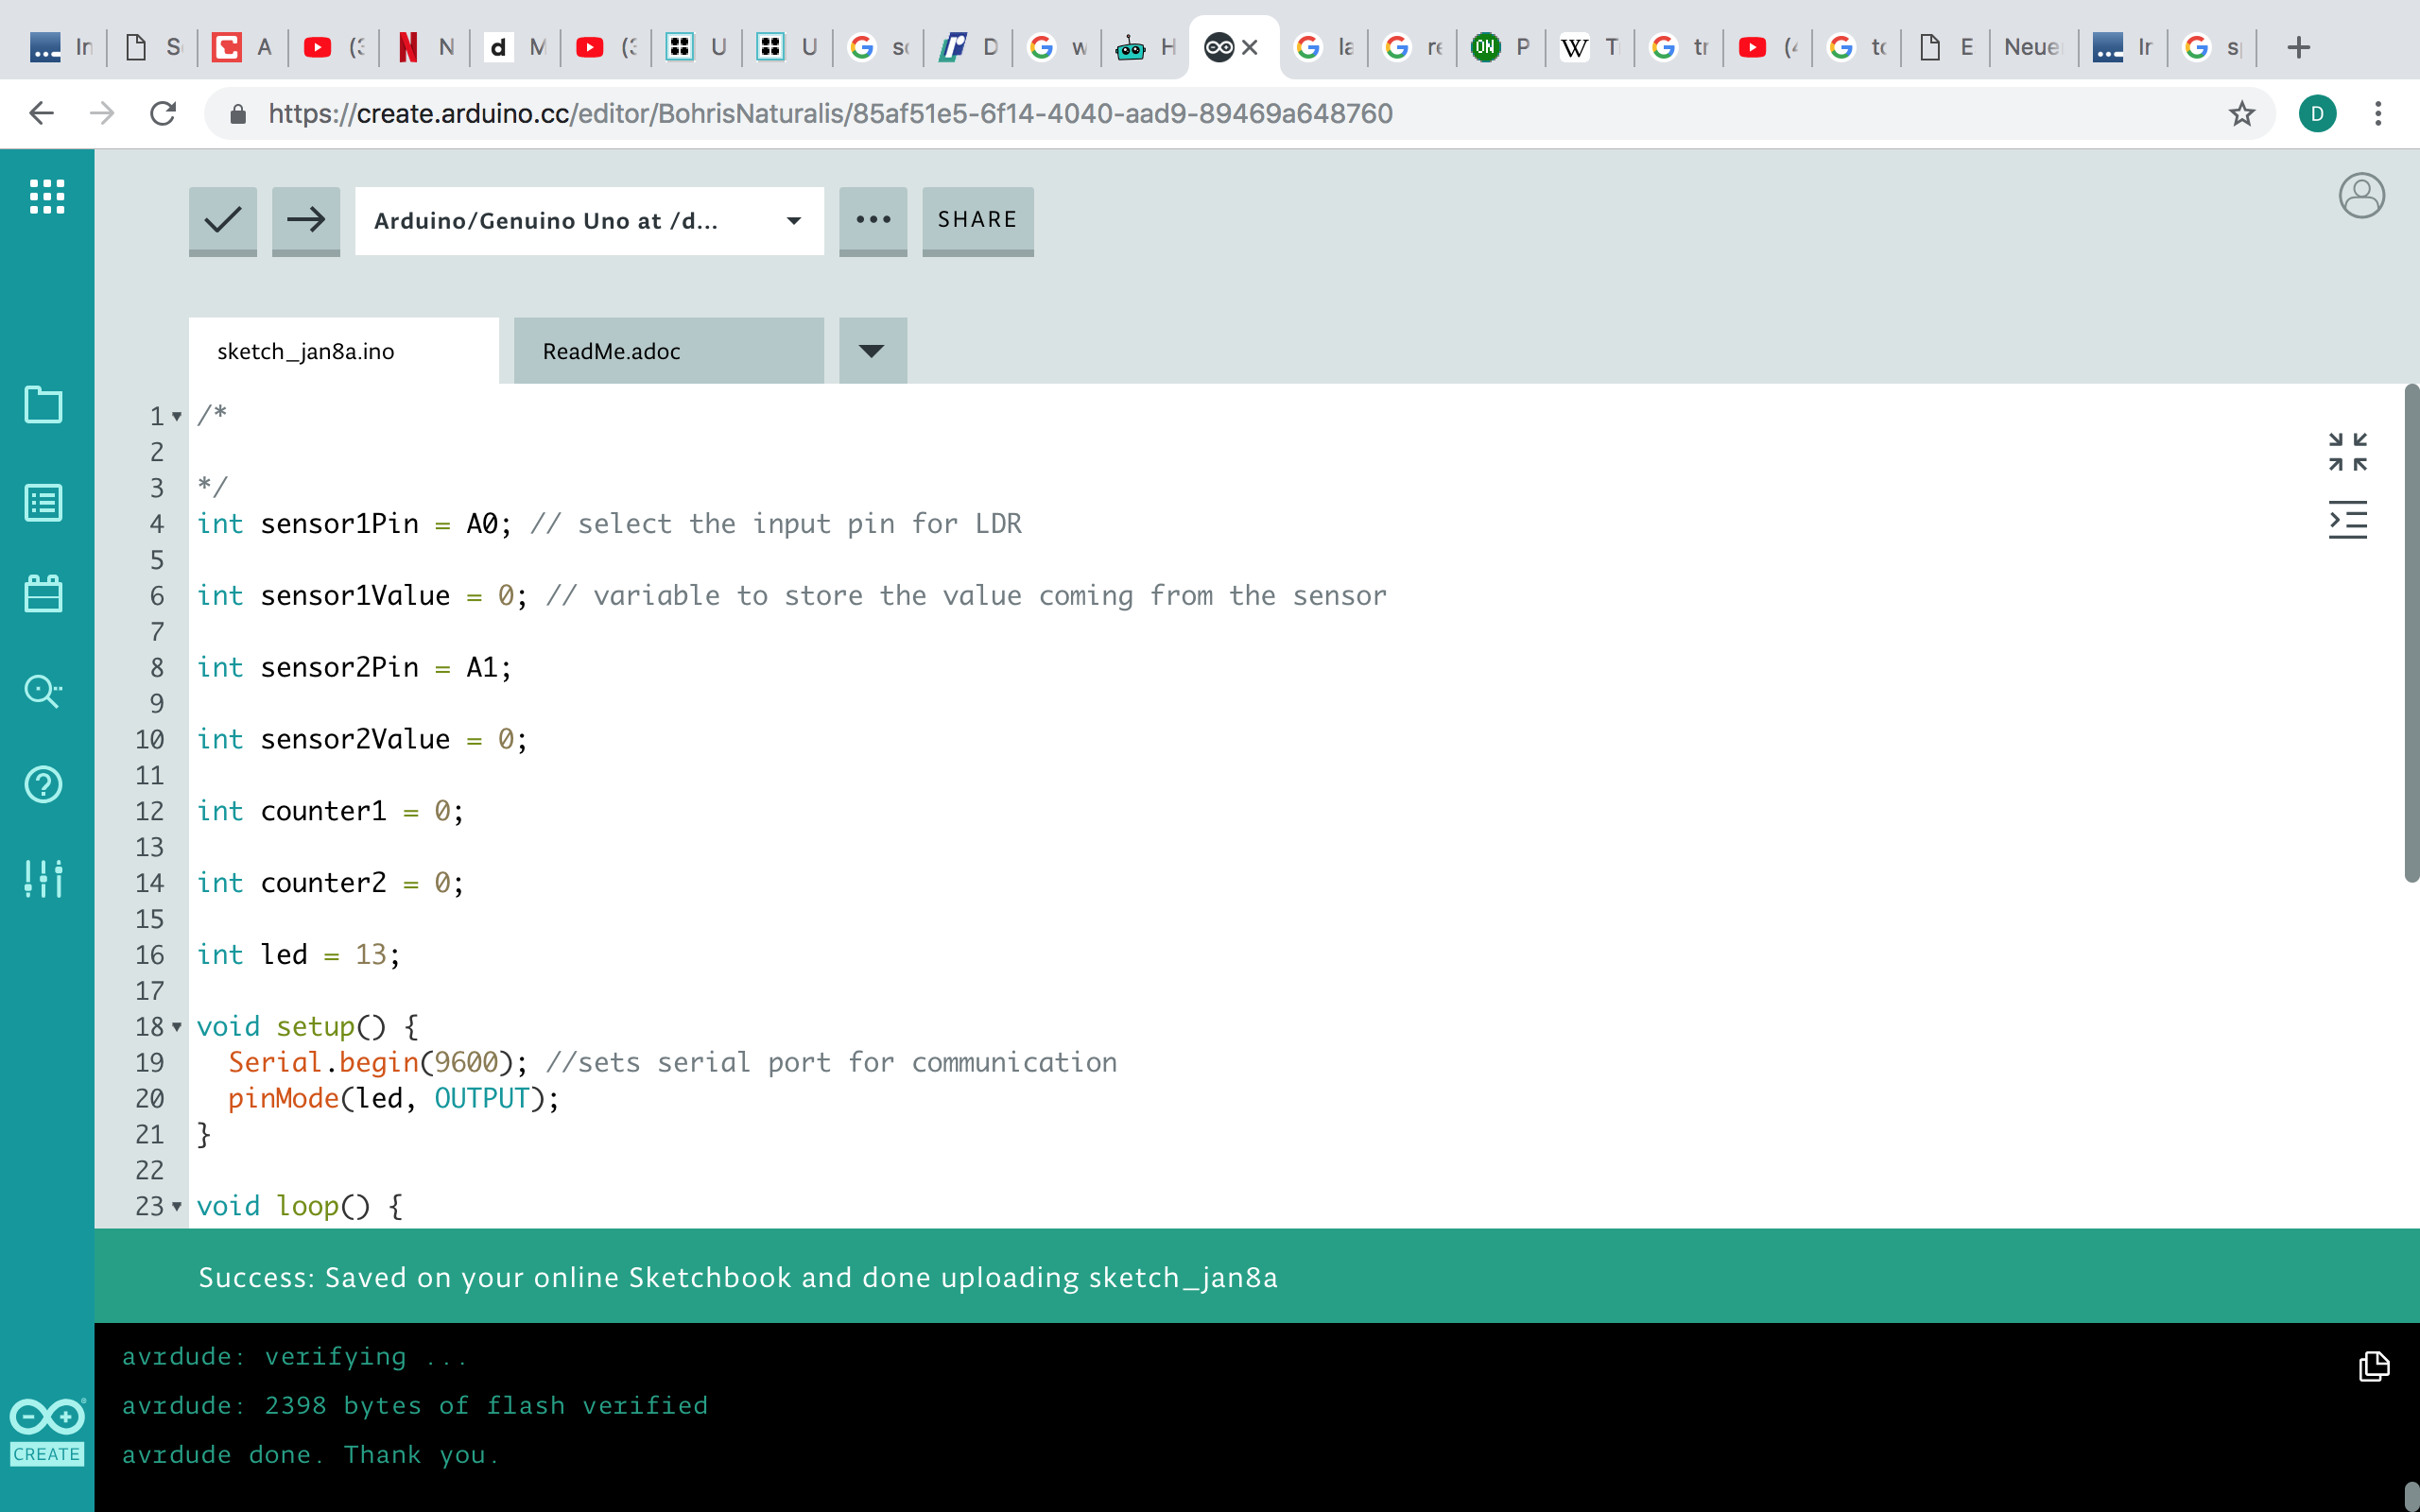 In S A (3 N d M (3 U U sc D w H la re ON P W T tr (4 to E Neue Ir s
https://create.arduino.cc/editor/BohrisNaturalis/85af51e5-6f14-4040-aad9-89469a648760 D
Arduino/Genuino Uno at /d... ••• SHARE
sketch_jan8a.ino ReadMe.adoc
1 /*
2
3 */
4 int sensor1Pin = A0; // select the input pin for LDR
5
6 int sensor1Value = 0; // variable to store the value coming from the sensor
7
8 int sensor2Pin = A1;
9
10 int sensor2Value = 0;
11
12 int counter1 = 0;
13
14 int counter2 = 0;
15
16 int led = 13;
17
18 void setup() {
19 Serial.begin(9600); //sets serial port for communication
20 pinMode(led, OUTPUT);
21 }
22
23 void loop() {
Success: Saved on your online Sketchbook and done uploading sketch_jan8a
avrdude: verifying ...
avrdude: 2398 bytes of flash verified
avrdude done. Thank you.
CREATE